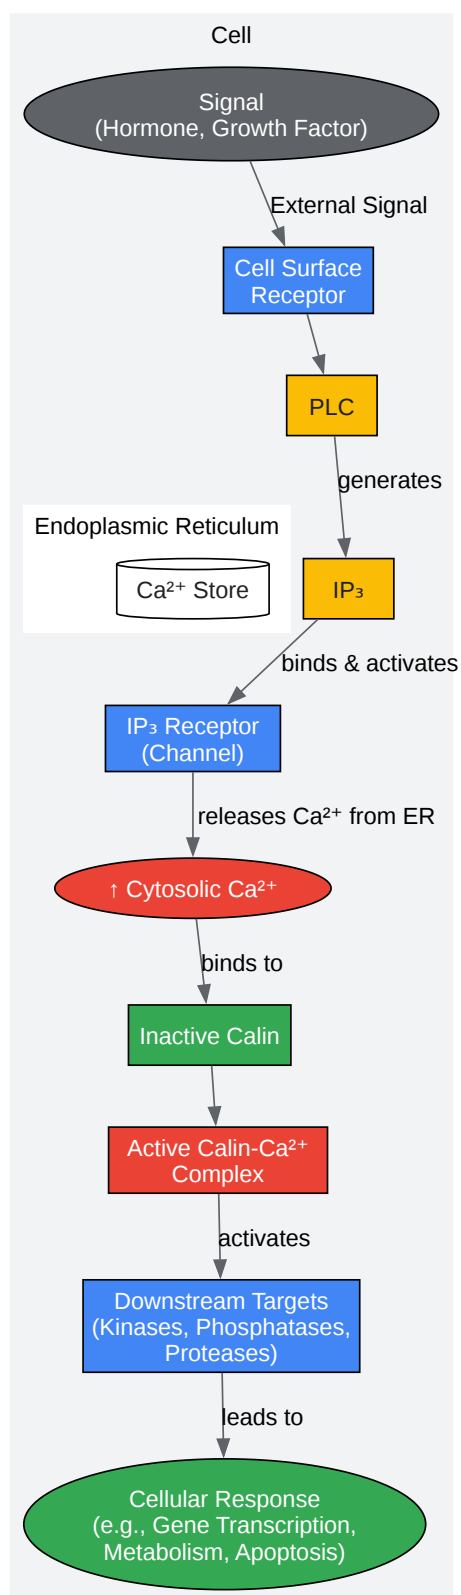 Cell
Signal
(Hormone, Growth Factor)
External Signal
Cell Surface
Receptor
PLC
generates
Endoplasmic Reticulum
Ca²⁺ Store
IP₃
binds & activates
IP₃ Receptor
(Channel)
releases Ca²⁺ from ER
↑ Cytosolic Ca²⁺
binds to
Inactive Calin
Active Calin-Ca²⁺
Complex
activates
Downstream Targets
(Kinases, Phosphatases,
Proteases)
leads to
Cellular Response
(e.g., Gene Transcription,
Metabolism, Apoptosis)